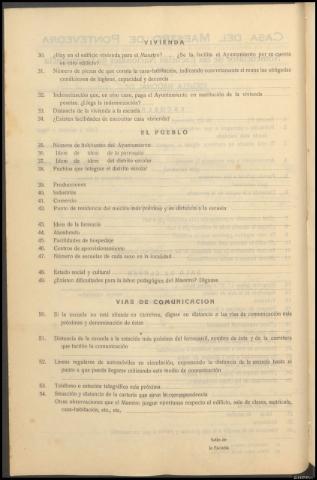 VIVIENDA
30. ¿Hay en el edificio vivienda para el Maestro? . . ¿Se la facilita el Ayuntamiento por su cuenta
en otro edificio?
31. Número de piezas de que consta la casa-habitación, indicando concretamente si reune las obligadas
condiciones de higiene, capacidad y decencia
32. Indemnización que, en otro caso, paga el Ayuntamiento en sustitución de la vivienda
pesetas. ¿Llega la indemnización?
33. Distancia de la vivienda a la escuela
34. ¿Existen facilidades de encontrar casa vivienda?
EL PUEBLO
35. Número de habitantes del Ayuntamiento
36. Idem de idem de la parroquia
37. Idem de idem del distrito escolar
38. Pueblos que integran el distrito escolar
39. Producciones
40. Industrias
41. Comercio
42. Punto de residencia del médico más próximo y su distancia a la escuela
43. Idem de la farmacia
44. Alumbrado
45. Facilidades de hospedaje
46. Centros de aprovisionamiento
47. Número de escuelas de cada sexo en la localidad
48. Estado social y cultural
49. ¿Existen dificultades para la labor pedagógica del Maestro? Díganse
VIAS DE COMUNICACION
50. Si la escuela no está situada en carretera, dígase su distancia a las vías de comunicación más
próximas y denominación de éstas
51. Distancia de la escuela a la estación más próxima del ferrocarril, nombre de ésta y de la carretera
que facilita la comunicación
52. Líneas regulares de automóviles en circulación, expresando la distancia de la escuela hasta el
punto a que pueda llegarse utilizando este medio de comunicación
53. Teléfono o estación telegráfica más próxima
54. Situación y distancia de la cartería que sirve la correspondencia
Otras observaciones que el Maestro juzgue oportunas respecto al edificio, sala de clases, matrícula,
casa-habitación, etc., etc.
Sello de
la Escuela